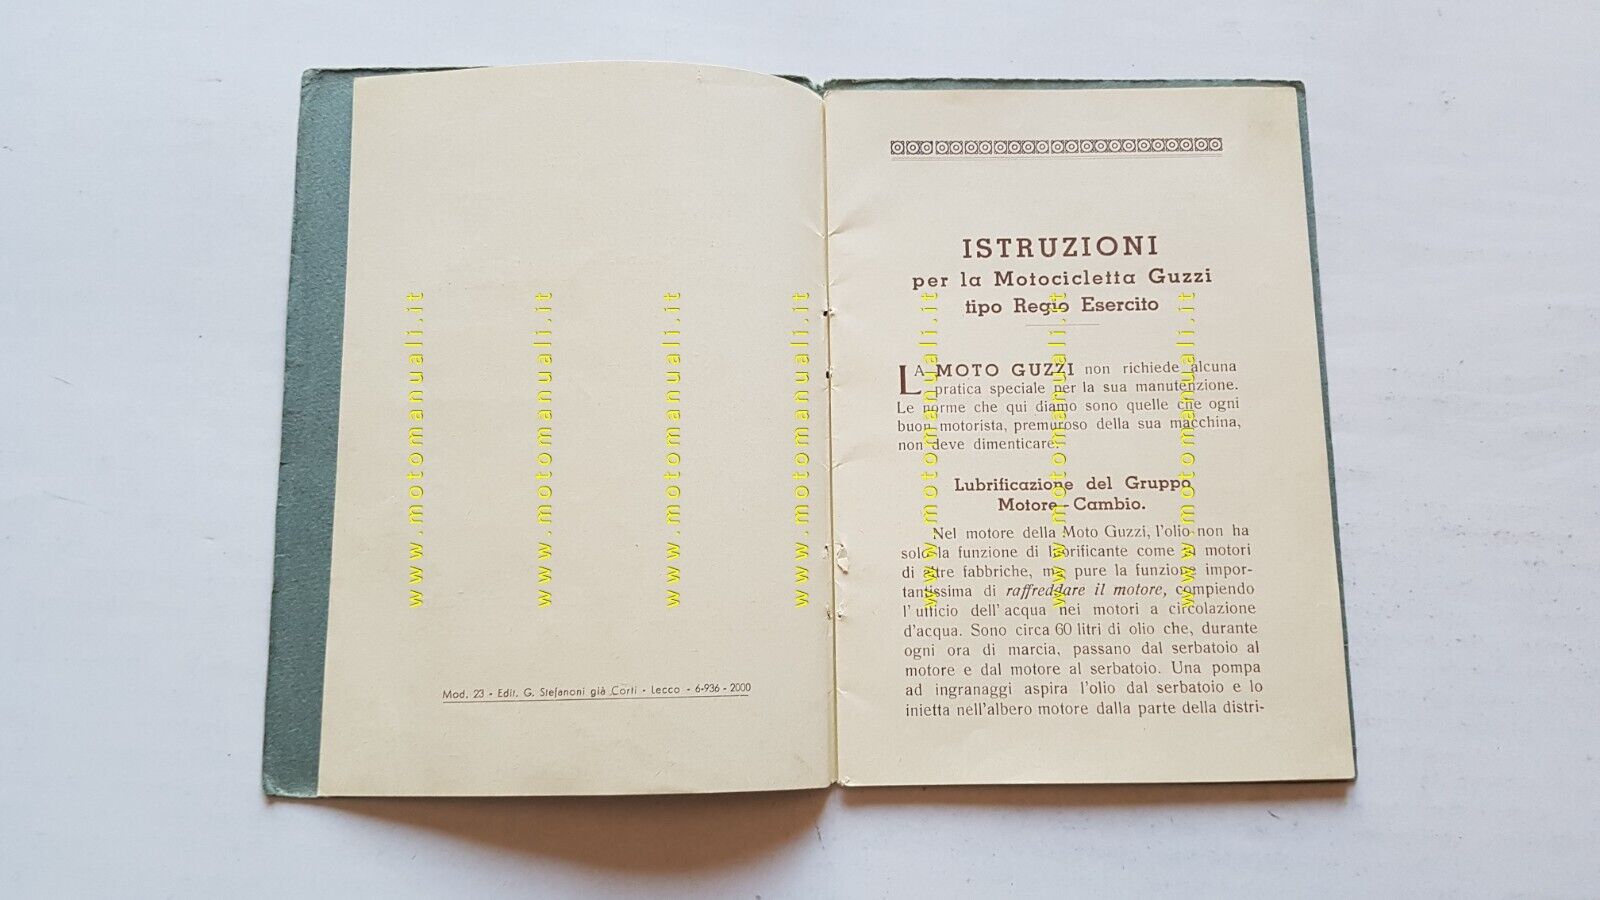 Mod. 23 - Edit. G. Stefanoni già Corti - Lecco - 6-936 - 2000
ISTRUZIONI
per la Motocicletta Guzzi
tipo Regio Esercito
LA MOTO GUZZI non richiede alcuna
pratica speciale per la sua manutenzione.
Le norme che qui diamo sono quelle che ogni
buon motorista, premuroso della sua macchina,
non deve dimenticare.
Lubrificazione del Gruppo
Motore - Cambio.
Nel motore della Moto Guzzi, l'olio non ha
solo la funzione di lubrificante come in motori
di altre fabbriche, ma pure la funzione impor-
tantissima di raffreddare il motore, compiendo
l'ufficio dell'acqua nei motori a circolazione
d'acqua. Sono circa 60 litri di olio che, durante
ogni ora di marcia, passano dal serbatoio al
motore e dal motore al serbatoio. Una pompa
ad ingranaggi aspira l'olio dal serbatoio e lo
inietta nell'albero motore dalla parte della distri-
www.motomanuali.it
www.motomanuali.it
www.motomanuali.it
www.motomanuali.it
www.motomanuali.it
www.motomanuali.it
www.motomanuali.it